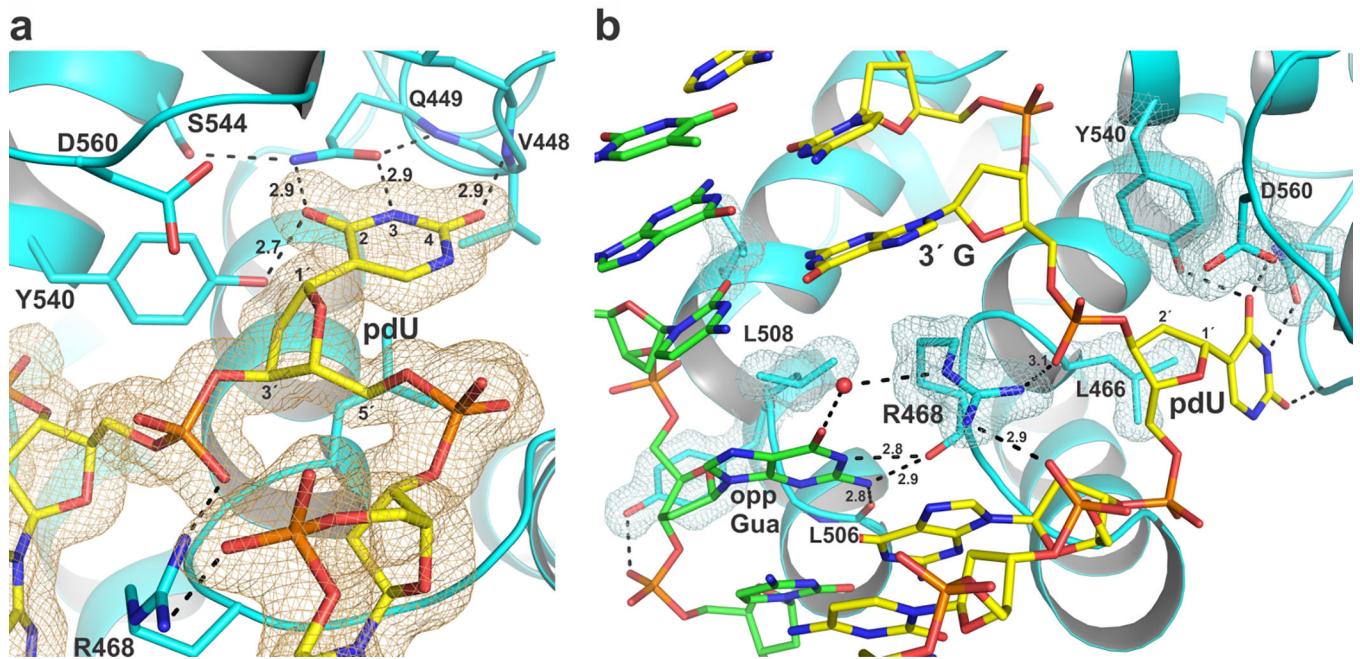 a
S544
Q449
D560
V448
2.9
2.9
2.9
2
3
4
2.7
1´
Y540
pdU
3´
5´
R468
b
Y540
D560
3´ G
L508
2´
1´
3.1
R468
L466
pdU
2.8
2.9
2.9
opp
Gua
2.8
L506